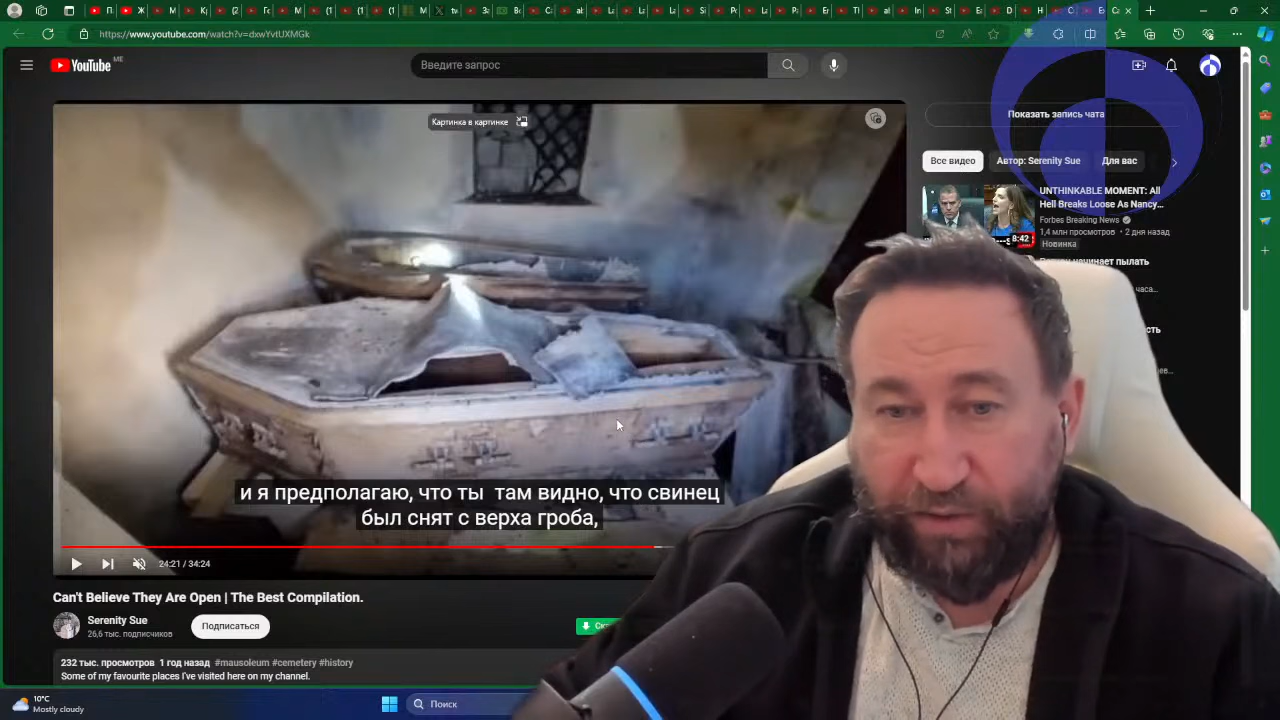 https://www.youtube.com/watch?v=dxwYvtUXMGk
YouTube ME
Введите запрос
Картинка в картинке
Показать запись чата
Все видео
Автор: Serenity Sue
Для вас
UNTHINKABLE MOMENT: All
Hell Breaks Loose As Nancy...
Forbes Breaking News
1,4 млн просмотров • 2 дня назад
Новинка
8:42
начинает пылать
и я предполагаю, что ты там видно, что свинец
был снят с верха гроба,
24:21 / 34:24
Can't Believe They Are Open | The Best Compilation.
Serenity Sue
26,6 тыс. подписчиков
Подписаться
232 тыс. просмотров 1 год назад #mausoleum #cemetery #history
Some of my favourite places I've visited here on my channel.
10°C
Mostly cloudy
Поиск